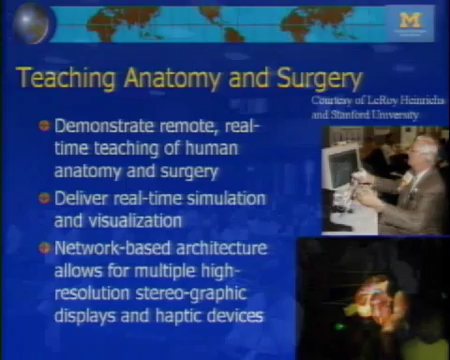 M
Teaching Anatomy and Surgery
Courtesy of LeRoy Heinrichs
and Stanford University
Demonstrate remote, real-
time teaching of human
anatomy and surgery
Deliver real-time simulation
and visualization
Network-based architecture
allows for multiple high-
resolution stereo-graphic
displays and haptic devices